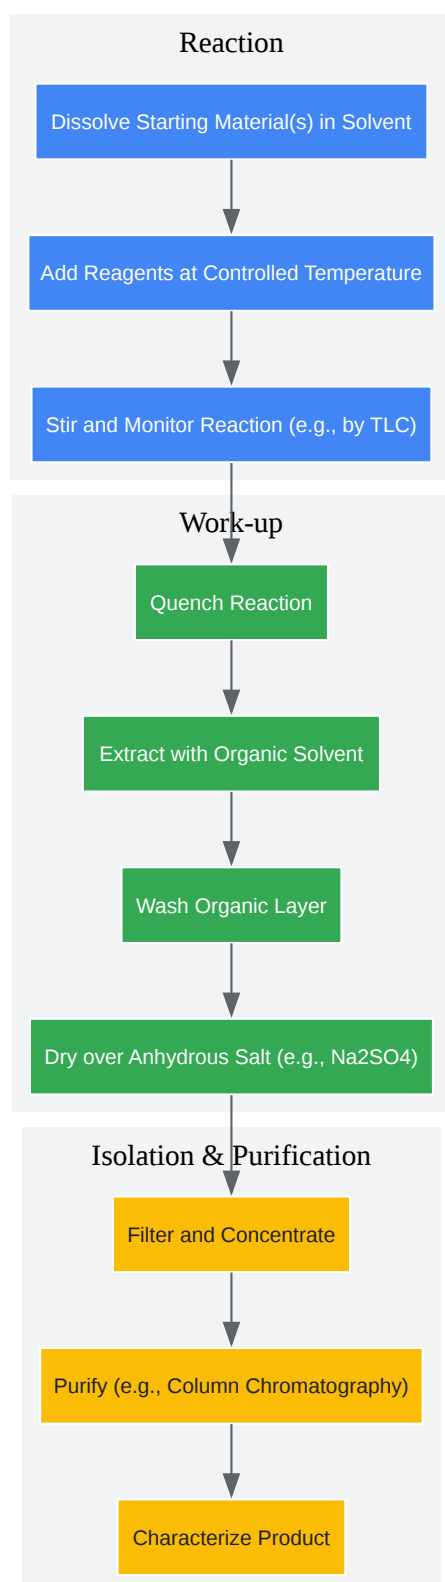 Reaction
Dissolve Starting Material(s) in Solvent
Add Reagents at Controlled Temperature
Stir and Monitor Reaction (e.g., by TLC)
Work-up
Quench Reaction
Extract with Organic Solvent
Wash Organic Layer
Dry over Anhydrous Salt (e.g., Na2SO4)
Isolation & Purification
Filter and Concentrate
Purify (e.g., Column Chromatography)
Characterize Product